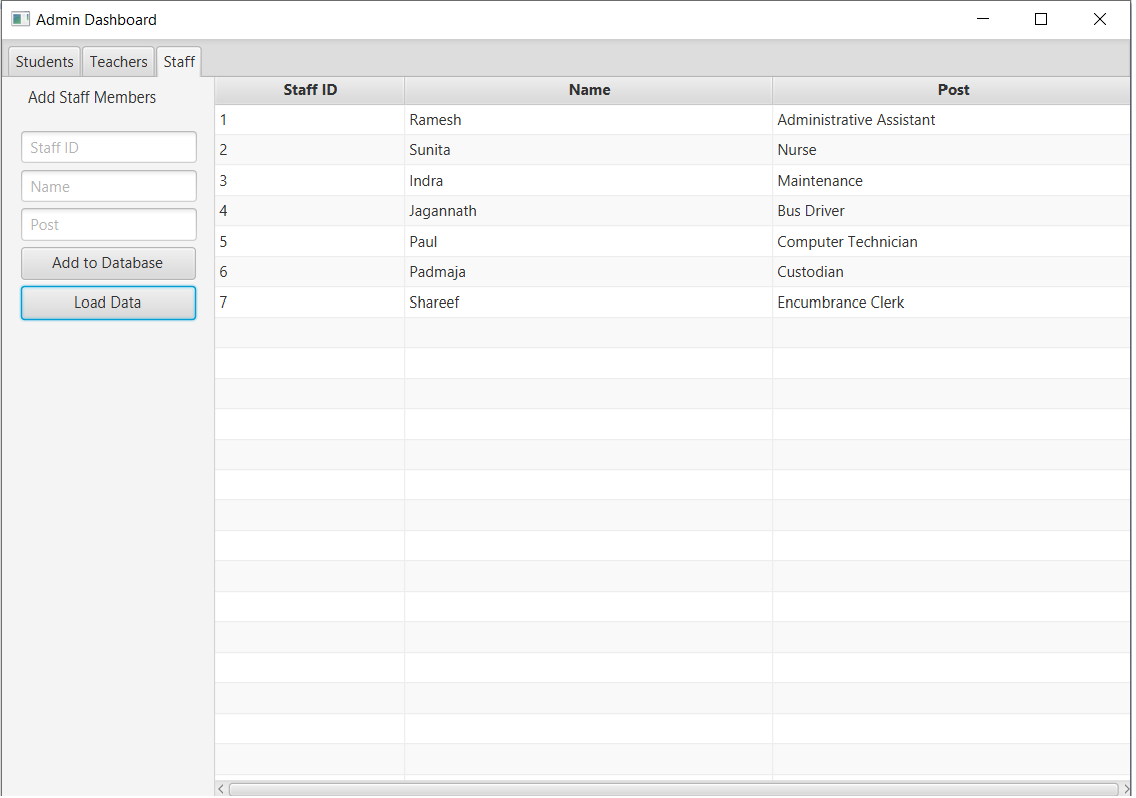 Admin Dashboard
Students Teachers Staff
Add Staff Members
Staff ID
Name
Post
Add to Database
Load Data
Staff ID Name Post
1 Ramesh Administrative Assistant
2 Sunita Nurse
3 Indra Maintenance
4 Jagannath Bus Driver
5 Paul Computer Technician
6 Padmaja Custodian
7 Shareef Encumbrance Clerk